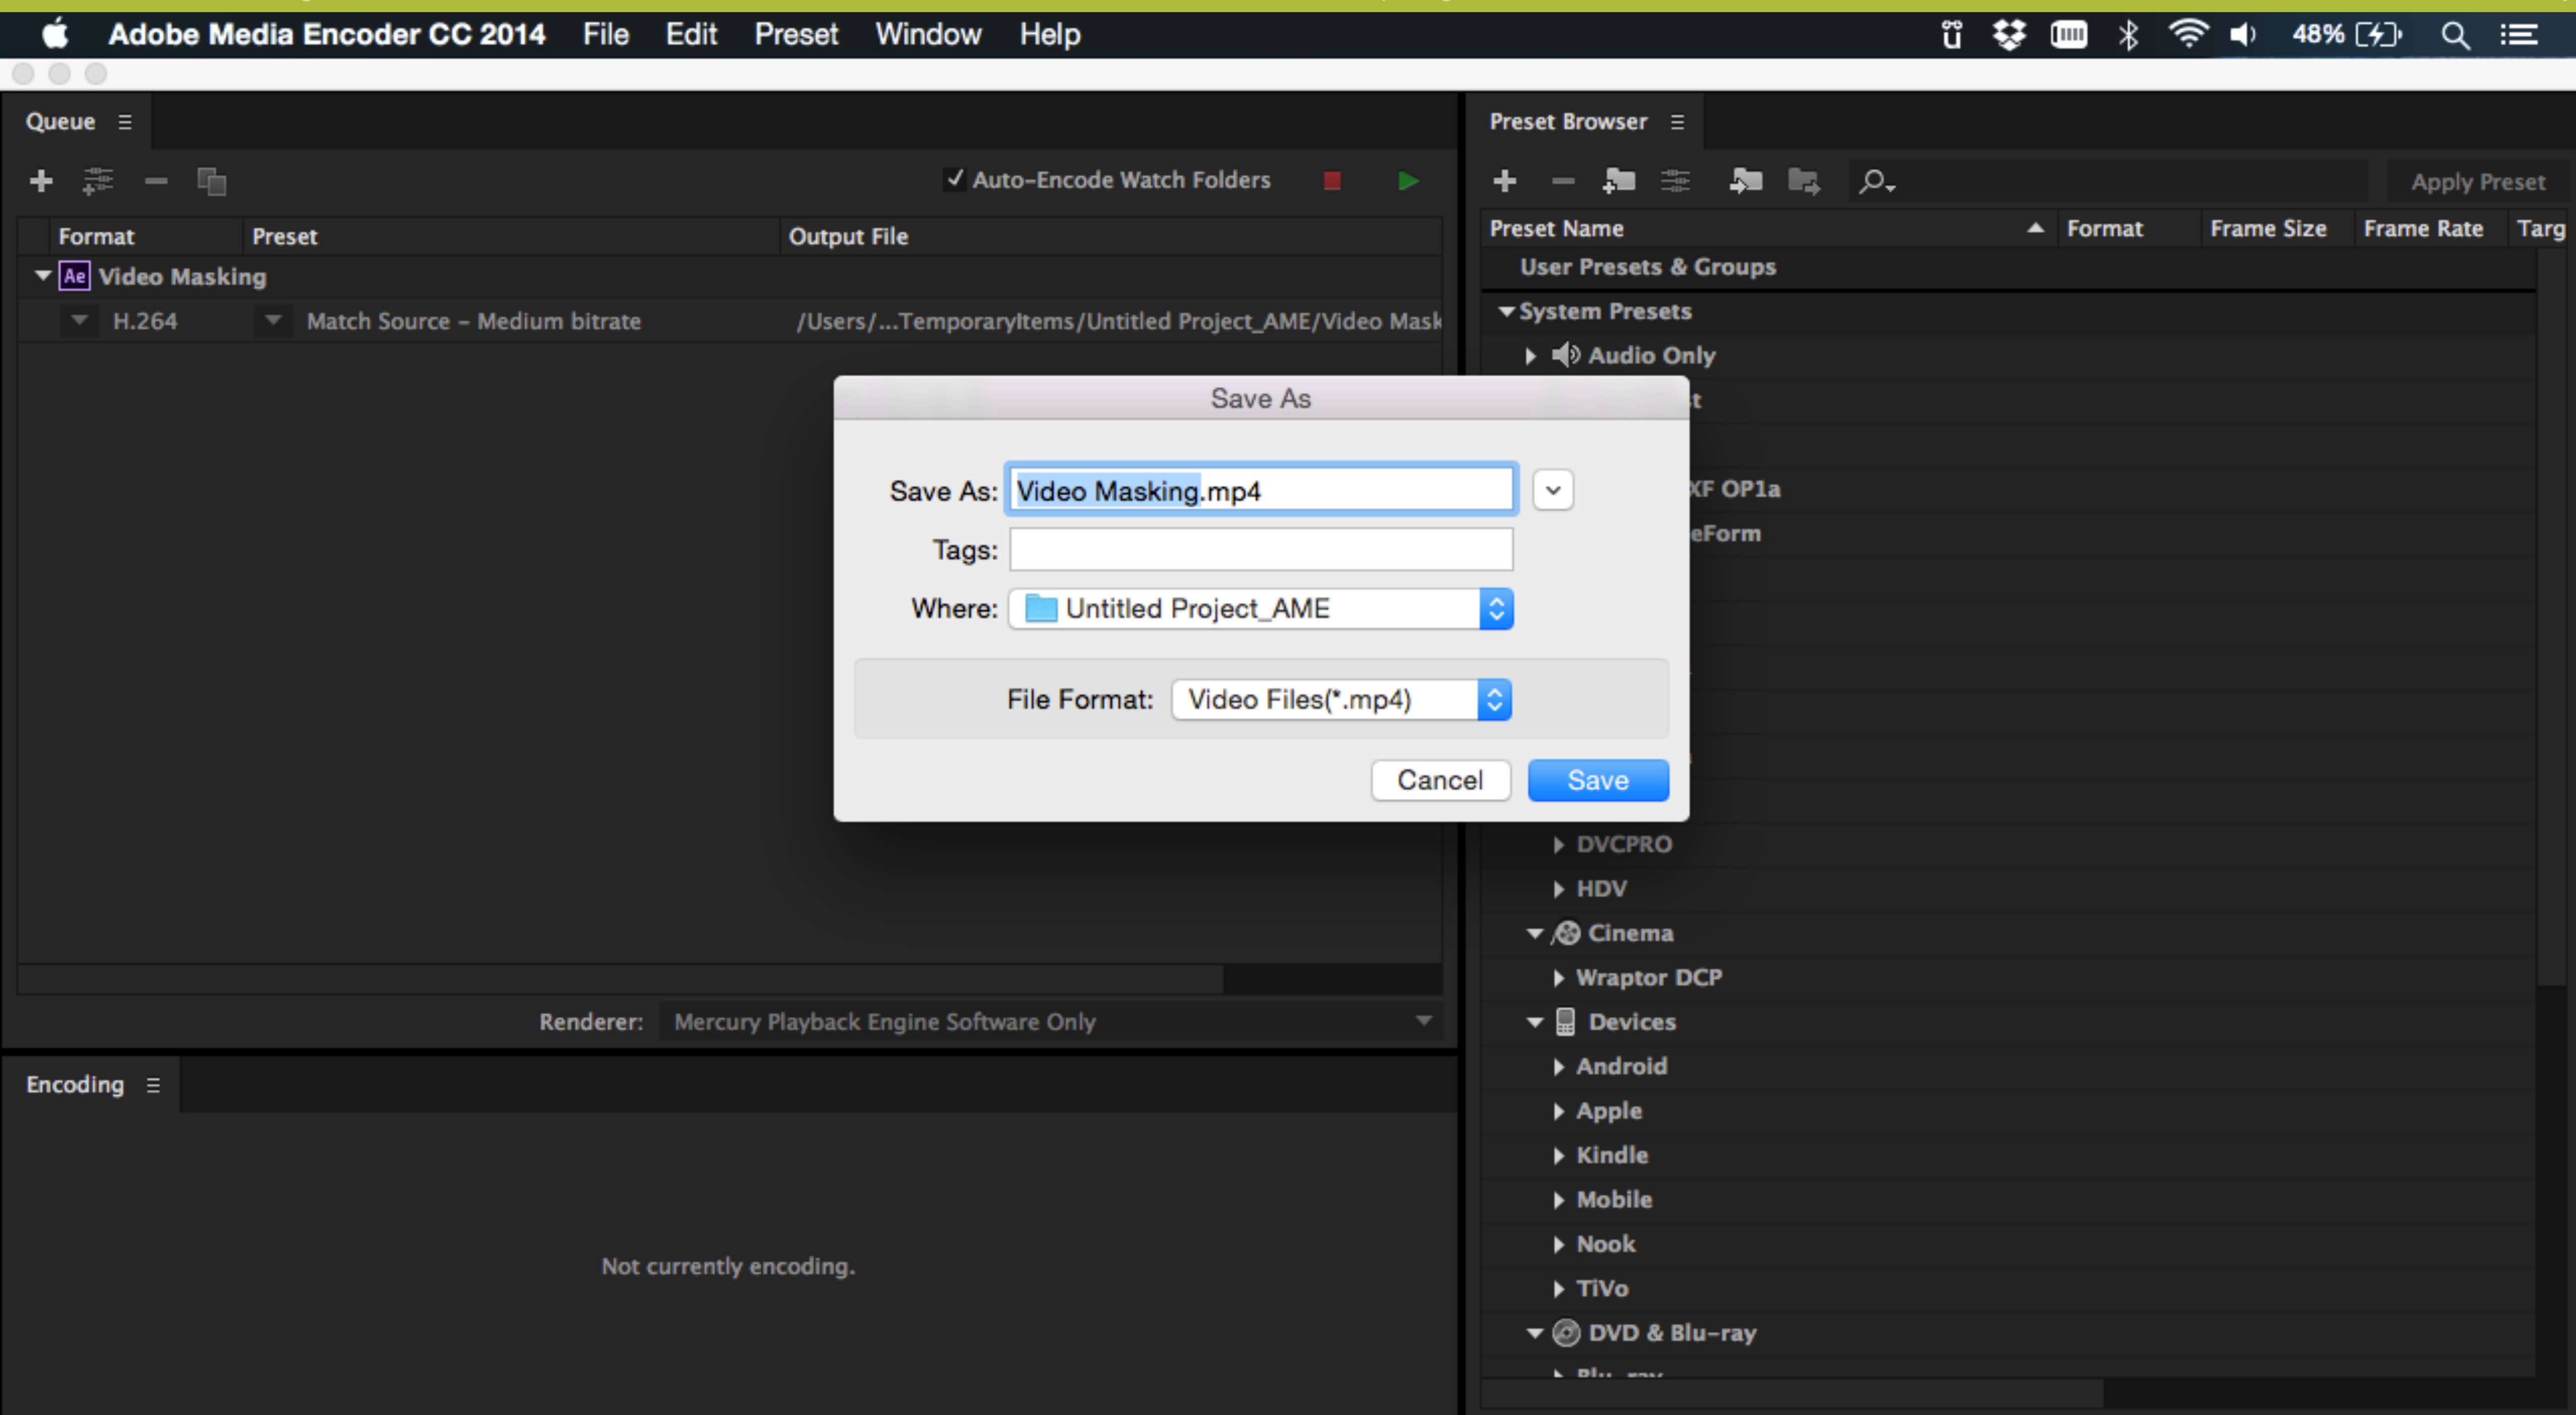 Adobe Media Encoder CC 2014 File Edit Preset Window Help 48%
Queue
Auto-Encode Watch Folders
Format Preset Output File
Ae Video Masking
H.264 Match Source - Medium bitrate /Users/...TemporaryItems/Untitled Project_AME/Video Mask
Renderer: Mercury Playback Engine Software Only
Encoding
Not currently encoding.
Save As
Save As: Video Masking.mp4
Tags:
Where: Untitled Project_AME
File Format: Video Files(*.mp4)
Cancel Save
Preset Browser
Apply Preset
Preset Name Format Frame Size Frame Rate Targ
User Presets & Groups
System Presets
Audio Only
t
XF OP1a
eForm
DVCPRO
HDV
Cinema
Wraptor DCP
Devices
Android
Apple
Kindle
Mobile
Nook
TiVo
DVD & Blu-ray
Blu-ray